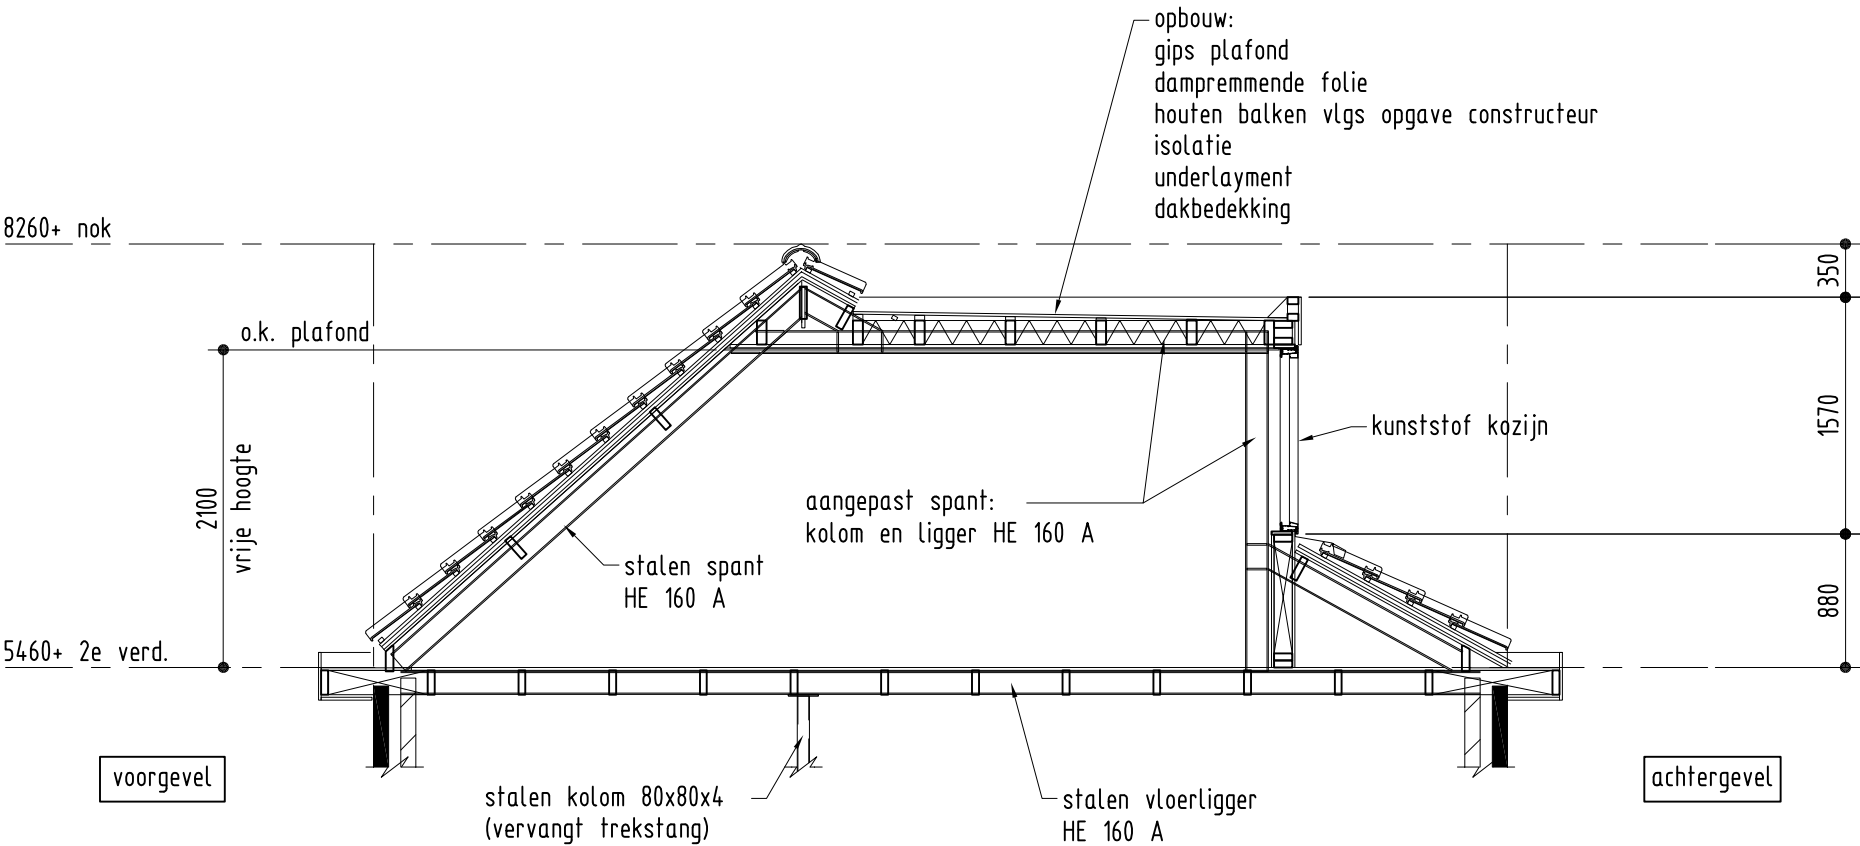 opbouw:
gips plafond
dampremmende folie
houten balken vlgs opgave constructeur
isolatie
underlayment
dakbedekking
8260+ nok
350
o.k. plafond
1570
kunststof kozijn
2100
vrije hoogte
aangepast spant:
kolom en ligger HE 160 A
stalen spant
HE 160 A
880
5460+ 2e verd.
voorgevel
achtergevel
stalen kolom 80x80x4
(vervangt trekstang)
stalen vloerligger
HE 160 A